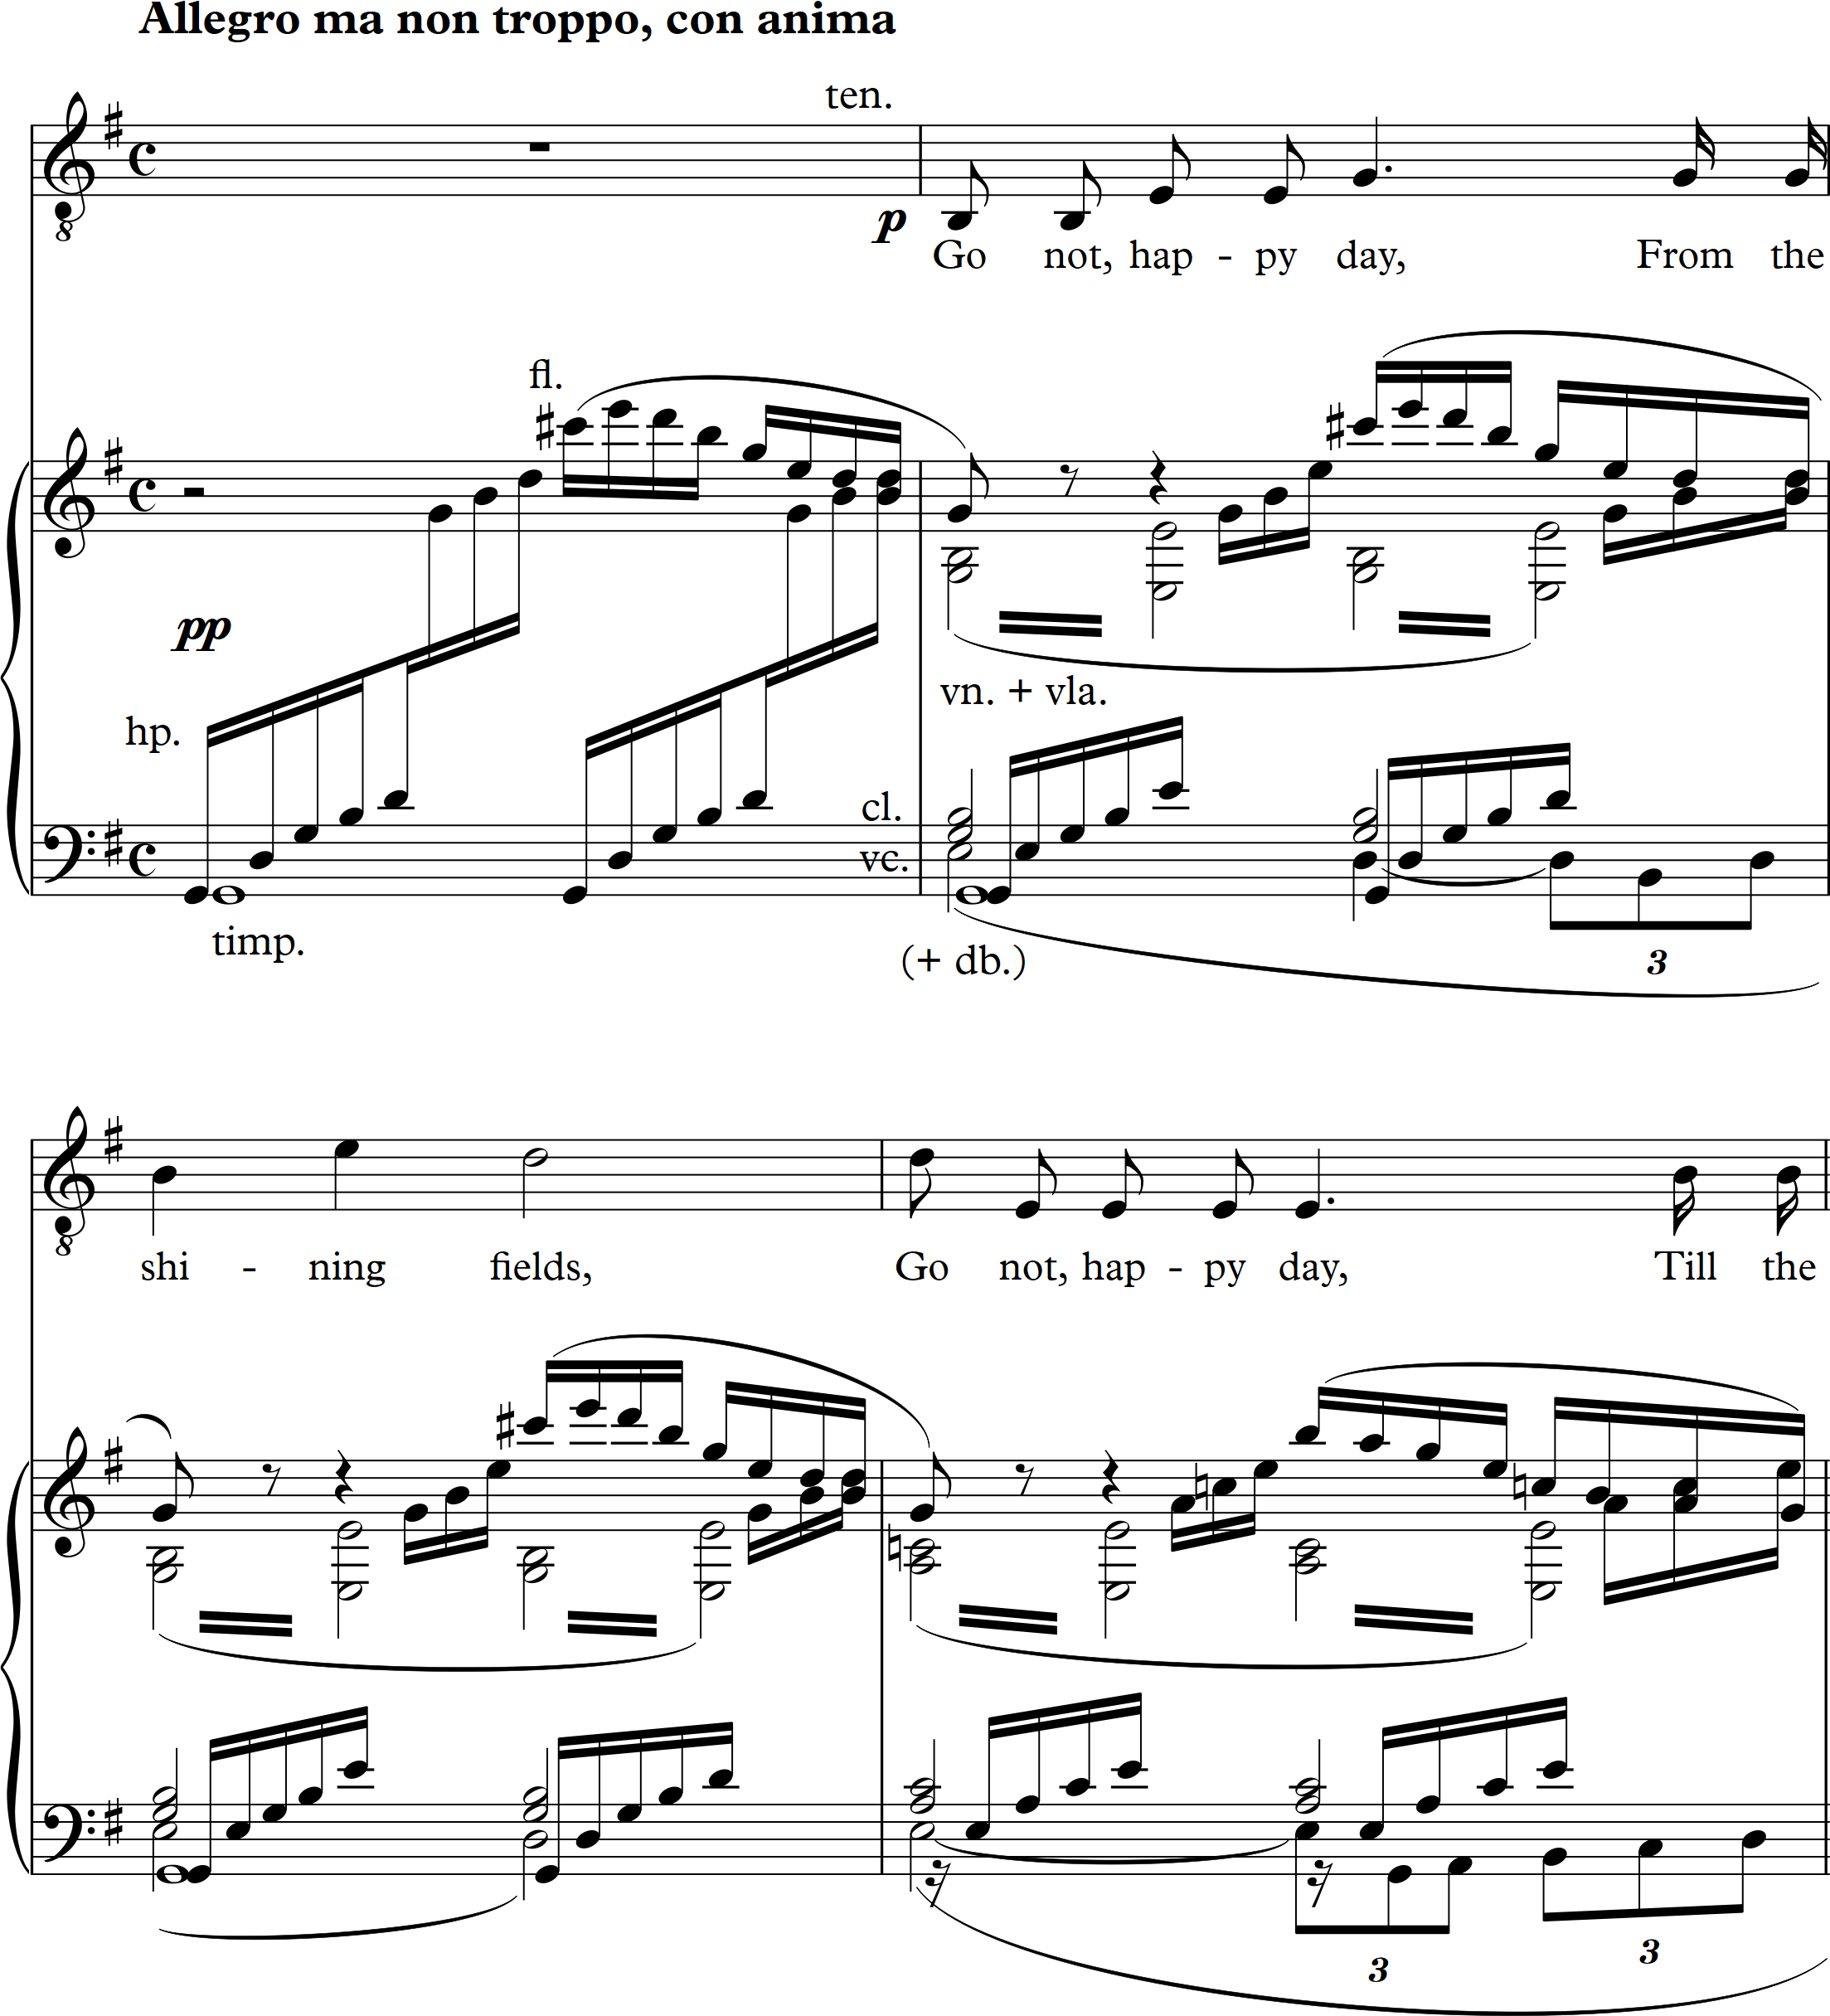 Allegro ma non troppo, con anima
ten.
p
Go not, hap - py day, From the
fl.
pp
hp.
vn. + vla.
cl.
vc.
timp.
(+ db.)
3
shi - ning fields, Go not, hap - py day, Till the
3
3